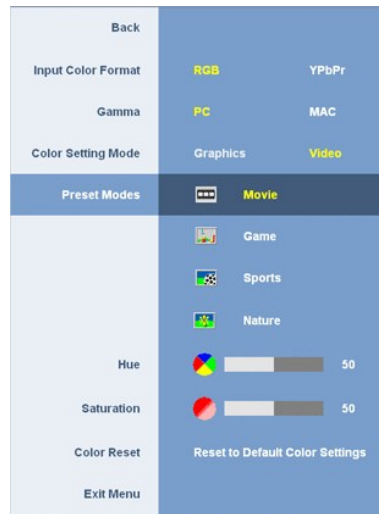 Back
Input Color Format RGB YPbPr
Gamma PC MAC
Color Setting Mode Graphics Video
Preset Modes Movie
Game
Sports
Nature
Hue 50
Saturation 50
Color Reset Reset to Default Color Settings
Exit Menu